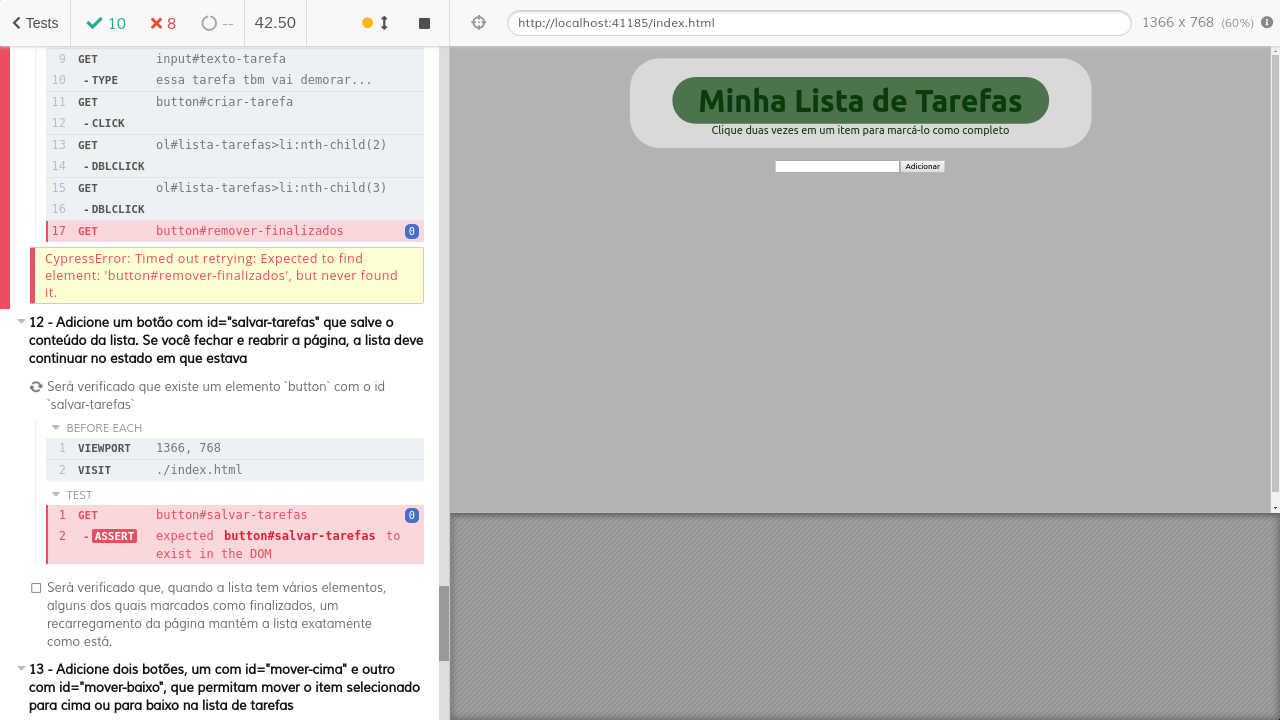 Tests 10 8 -- 42.50
http://localhost:41185/index.html 1366 x 768 (60%)
9 GET input#texto-tarefa
10 -TYPE essa tarefa tbm vai demorar...
11 GET button#criar-tarefa
12 -CLICK
13 GET ol#lista-tarefas>li:nth-child(2)
14 -DBLCLICK
15 GET ol#lista-tarefas>li:nth-child(3)
16 -DBLCLICK
17 GET button#remover-finalizados 0
CypressError: Timed out retrying: Expected to find
element: 'button#remover-finalizados', but never found
it.
12 - Adicione um botão com id="salvar-tarefas" que salve o
conteúdo da lista. Se você fechar e reabrir a página, a lista deve
continuar no estado em que estava
Será verificado que existe um elemento `button` com o id
`salvar-tarefas`
BEFORE EACH
1 VIEWPORT 1366, 768
2 VISIT ./index.html
TEST
1 GET button#salvar-tarefas 0
2 -ASSERT expected button#salvar-tarefas to
exist in the DOM
Será verificado que, quando a lista tem vários elementos,
alguns dos quais marcados como finalizados, um
recarregamento da página mantém a lista exatamente
como está.
13 - Adicione dois botões, um com id="mover-cima" e outro
com id="mover-baixo", que permitam mover o item selecionado
para cima ou para baixo na lista de tarefas
Minha Lista de Tarefas
Clique duas vezes em um item para marcá-lo como completo
Adicionar